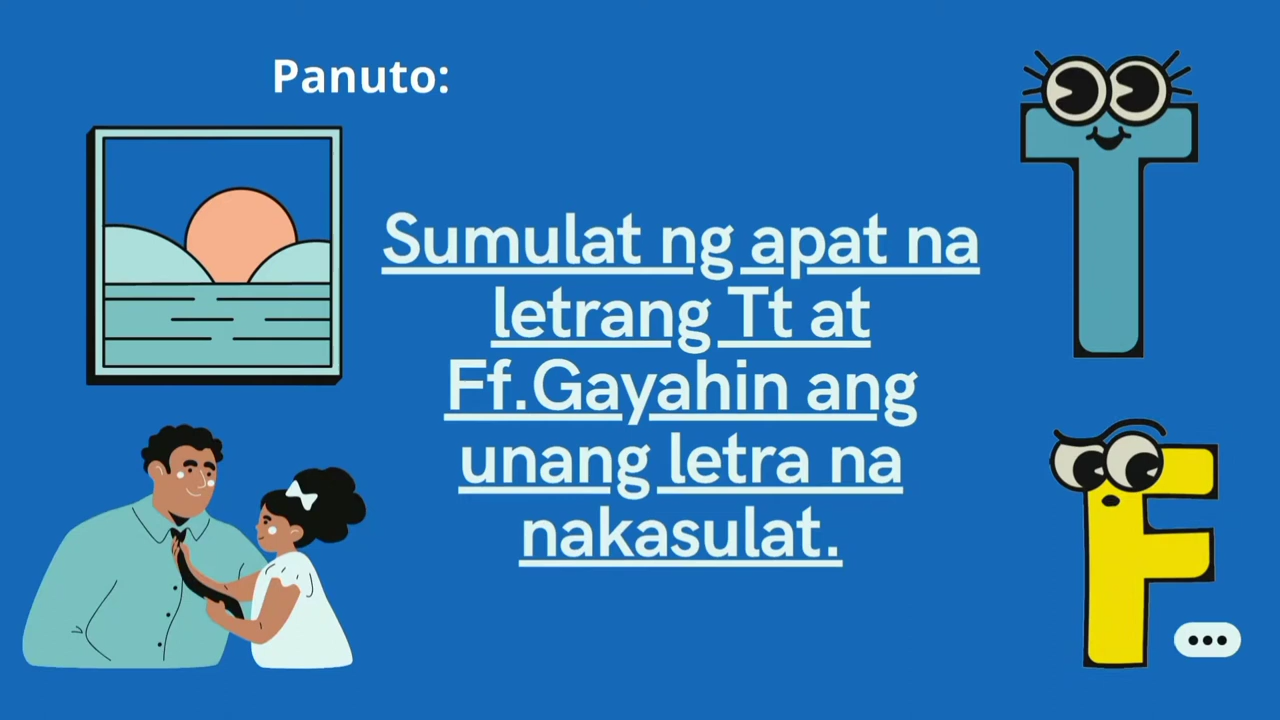 Panuto:
Sumulat ng apat na
letrang Tt at
Ff.Gayahin ang
unang letra na
nakasulat.
T
F